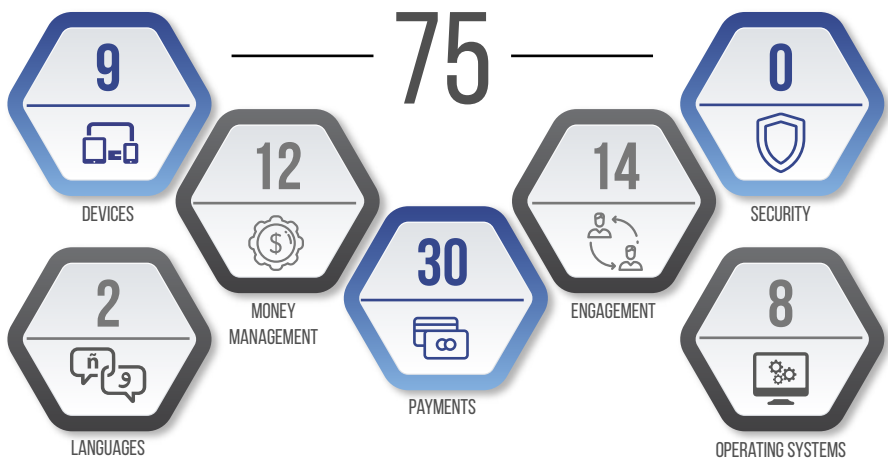 75
9
DEVICES
12
MONEY
MANAGEMENT
30
PAYMENTS
14
ENGAGEMENT
0
SECURITY
2
ñ
و
LANGUAGES
8
OPERATING SYSTEMS